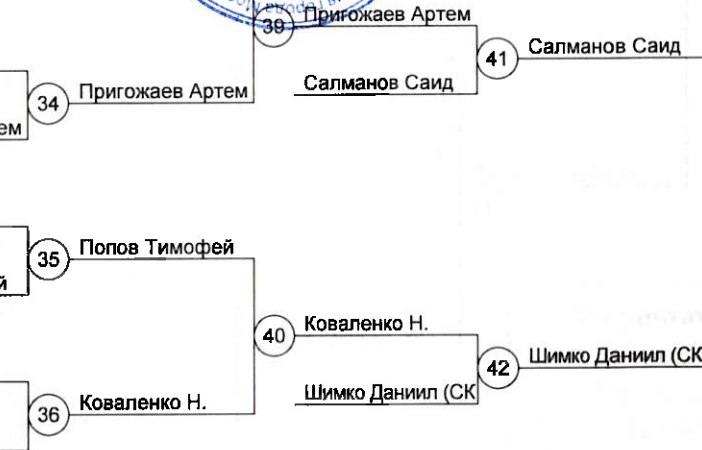 39
Пригожаев Артем
41
Салманов Саид
34
Пригожаев Артем
Салманов Саид
ем
35
Попов Тимофей
й
40
Коваленко Н.
42
Шимко Даниил (СК
36
Коваленко Н.
Шимко Даниил (СК